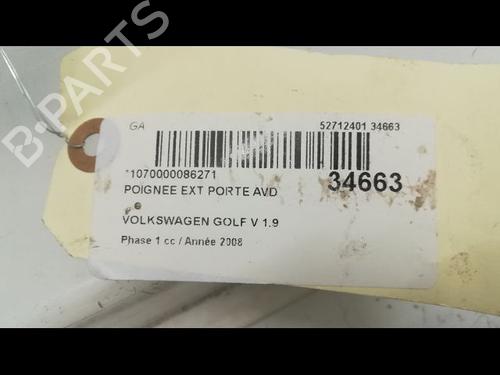 B-PARTS
GA 52712401 34663
*1070000086271
34663
POIGNEE EXT PORTE AVD
VOLKSWAGEN GOLF V 1.9
Phase 1 cc / Année 2008